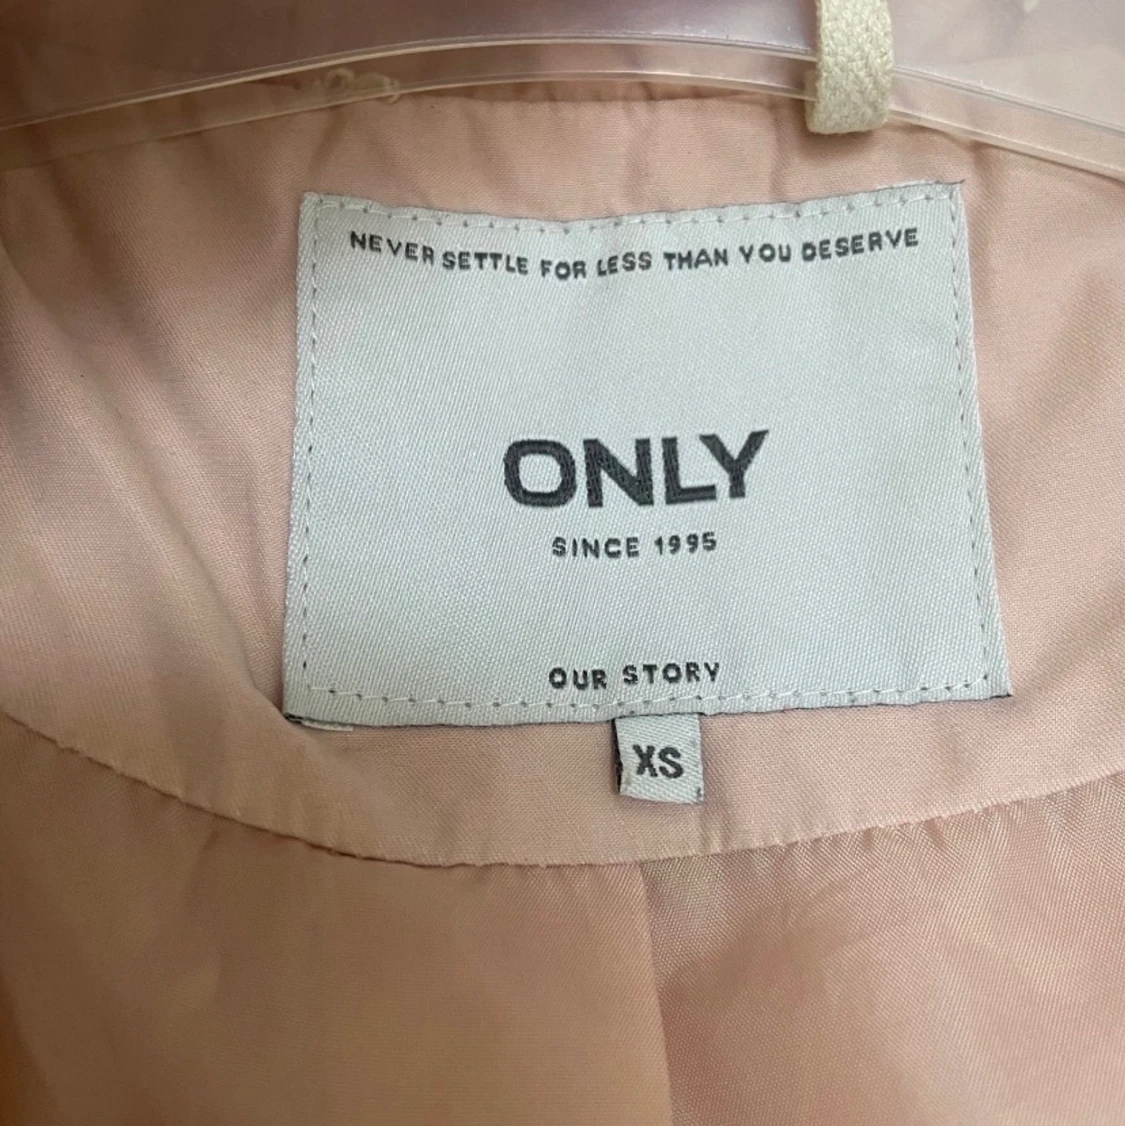 NEVER SETTLE FOR LESS THAN YOU DESERVE
ONLY
SINCE 1995
OUR STORY
XS